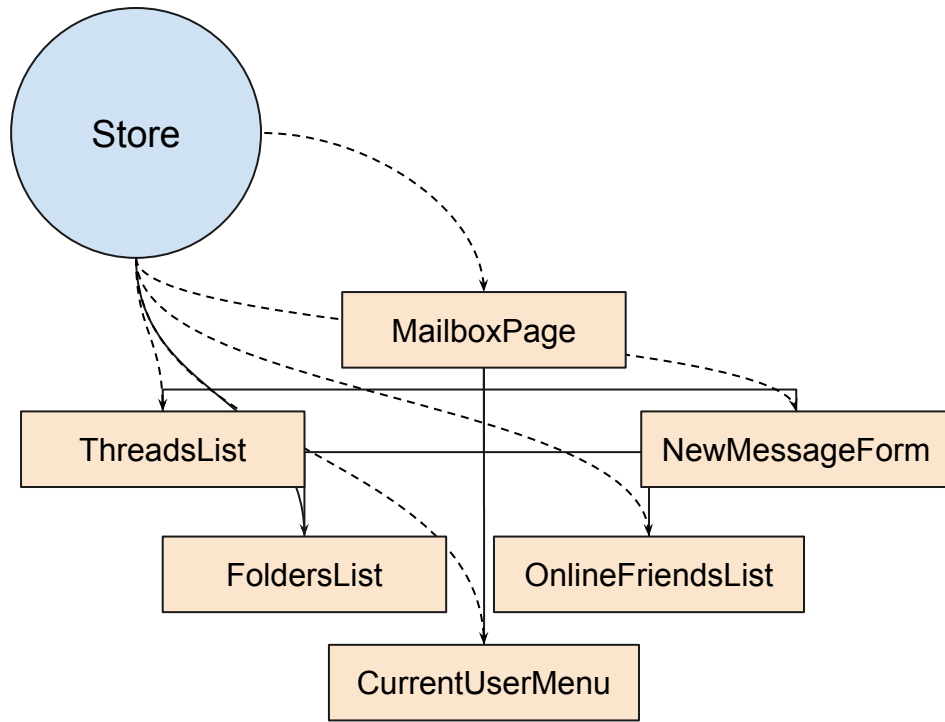 Store
MailboxPage
ThreadsList
NewMessageForm
FoldersList
OnlineFriendsList
CurrentUserMenu